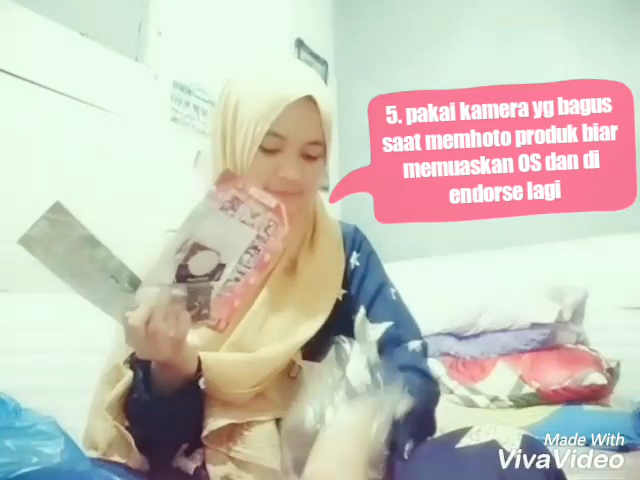 5. pakai kamera yg bagus
saat memhoto produk biar
memuaskan OS dan di
endorse lagi
Made With
VivaVideo